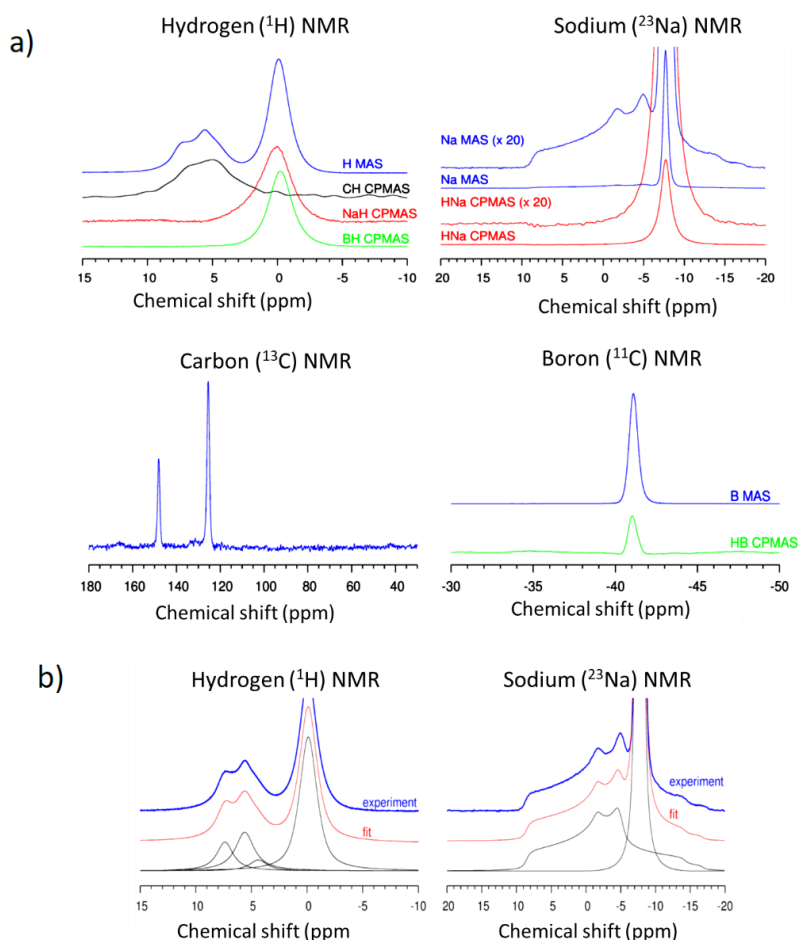 a)
Hydrogen (¹H) NMR
H MAS
CH CPMAS
NaH CPMAS
BH CPMAS
15 10 5 0 -5 -10
Chemical shift (ppm)
Sodium (²³Na) NMR
Na MAS (x 20)
Na MAS
HNa CPMAS (x 20)
HNa CPMAS
20 15 10 5 0 -5 -10 -15 -20
Chemical shift (ppm)
Carbon (¹³C) NMR
180 160 140 120 100 80 60 40
Chemical shift (ppm)
Boron (¹¹C) NMR
B MAS
HB CPMAS
-30 -35 -40 -45 -50
Chemical shift (ppm)
b)
Hydrogen (¹H) NMR
experiment
fit
15 10 5 0 -5 -10
Chemical shift (ppm
Sodium (²³Na) NMR
experiment
fit
20 15 10 5 0 -5 -10 -15 -20
Chemical shift (ppm)